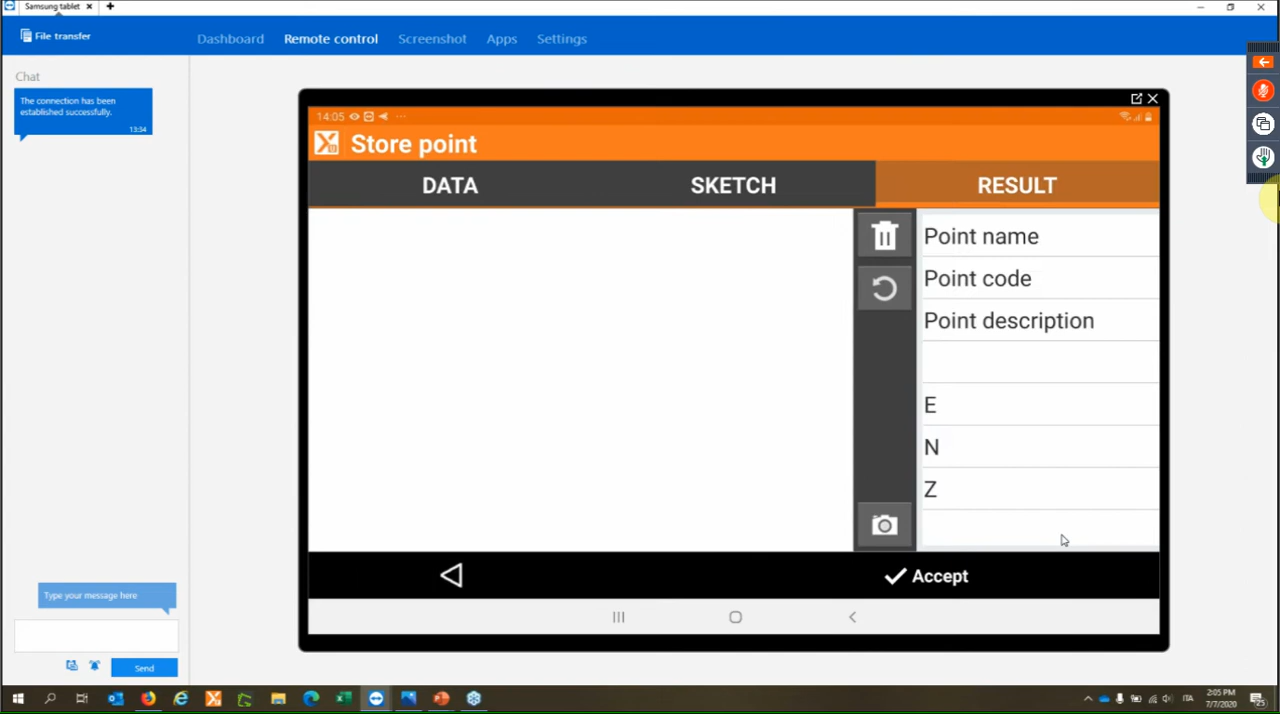 Samsung tablet
File transfer
Dashboard
Remote control
Screenshot
Apps
Settings
Chat
The connection has been
established successfully.
13:34
14:05
Store point
DATA
SKETCH
RESULT
Point name
Point code
Point description
E
N
Z
Accept
Type your message here
Send
ITA
2:05 PM
7/7/2020
25